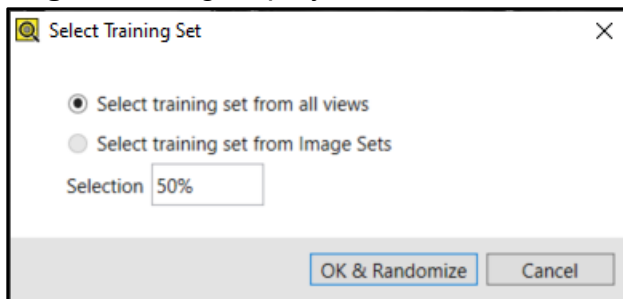 Select Training Set
Select training set from all views
Select training set from Image Sets
Selection 50%
OK & Randomize Cancel